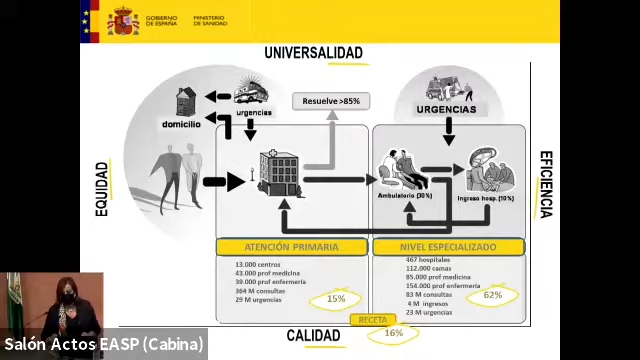 GOBIERNO
DE ESPAÑA
MINISTERIO
DE SANIDAD
UNIVERSALIDAD
Resuelve >85%
urgencias
domicilio
URGENCIAS
EQUIDAD
EFICIENCIA
Ambulatorio (30%)
Ingreso hosp.(10%)
ATENCIÓN PRIMARIA
13.000 centros
43.000 prof medicina
39.000 prof enfermería
364 M consultas
29 M urgencias
15%
NIVEL ESPECIALIZADO
467 hospitales
112.000 camas
85.000 prof medicina
154.000 prof enfermería
83 M consultas
4 M ingresos
23 M urgencias
62%
RECETA
16%
CALIDAD
Salón Actos EASP (Cabina)